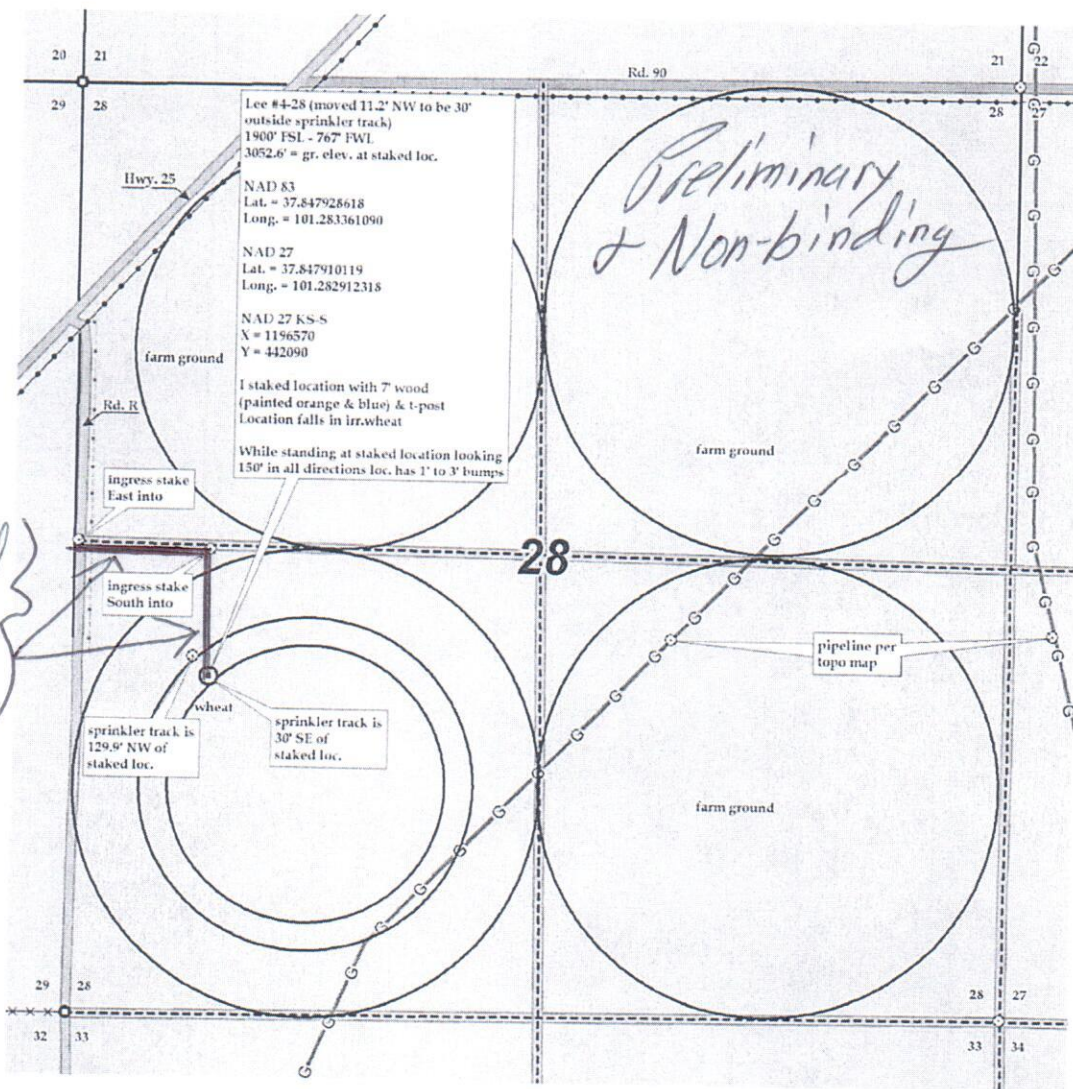 20
21
29
28
Rd. 90
21
22
28
27
Lee #4-28 (moved 11.2' NW to be 30'
outside sprinkler track)
1900' FSL - 767' FWL
3052.6' = gr. elev. at staked loc.
NAD 83
Lat. = 37.847928618
Long. = 101.283361090
NAD 27
Lat. = 37.847910119
Long. = 101.282912318
NAD 27 KS-S
X = 1196570
Y = 442090
I staked location with 7' wood
(painted orange & blue) & t-post
Location falls in irr.wheat
While standing at staked location looking
150' in all directions loc. has 1' to 3' bumps
Preliminary
& Non-binding
Hwy. 25
farm ground
Rd. R
farm ground
ingress stake
East into
28
ingress stake
South into
pipeline per
topo map
wheat
sprinkler track is
129.9' NW of
staked loc.
sprinkler track is
30' SE of
staked loc.
farm ground
G G G G G G G G G G G G G G G G G G G G G G G G G G G G G G G
29
28
32
33
28
27
33
34